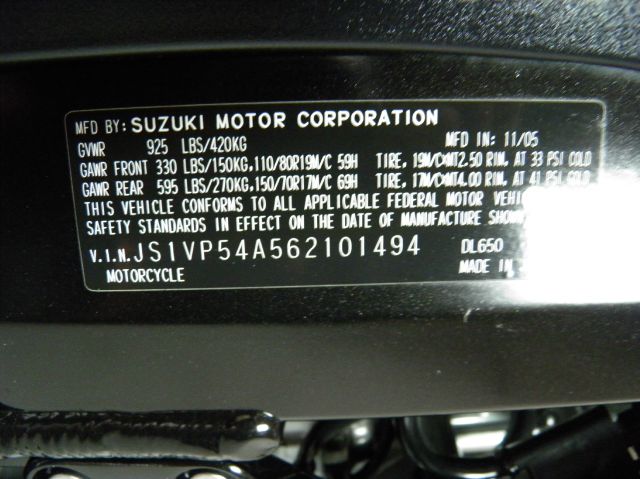 MFD BY: SUZUKI MOTOR CORPORATION
GVWR 925 LBS/420KG MFD IN: 11/05
GAWR FRONT 330 LBS/150KG,110/80R19M/C 59H TIRE, 19M/C×MT2.50 RIM, AT 33 PSI COLD
GAWR REAR 595 LBS/270KG,150/70R17M/C 69H TIRE, 17M/C×MT4.00 RIM, AT 41 PSI COLD
THIS VEHICLE CONFORMS TO ALL APPLICABLE FEDERAL MOTOR
SAFETY STANDARDS IN EFFECT ON THE DATE OF MANUFACTURE
V.I.N. JS1VP54A562101494 DL650
MOTORCYCLE MADE IN